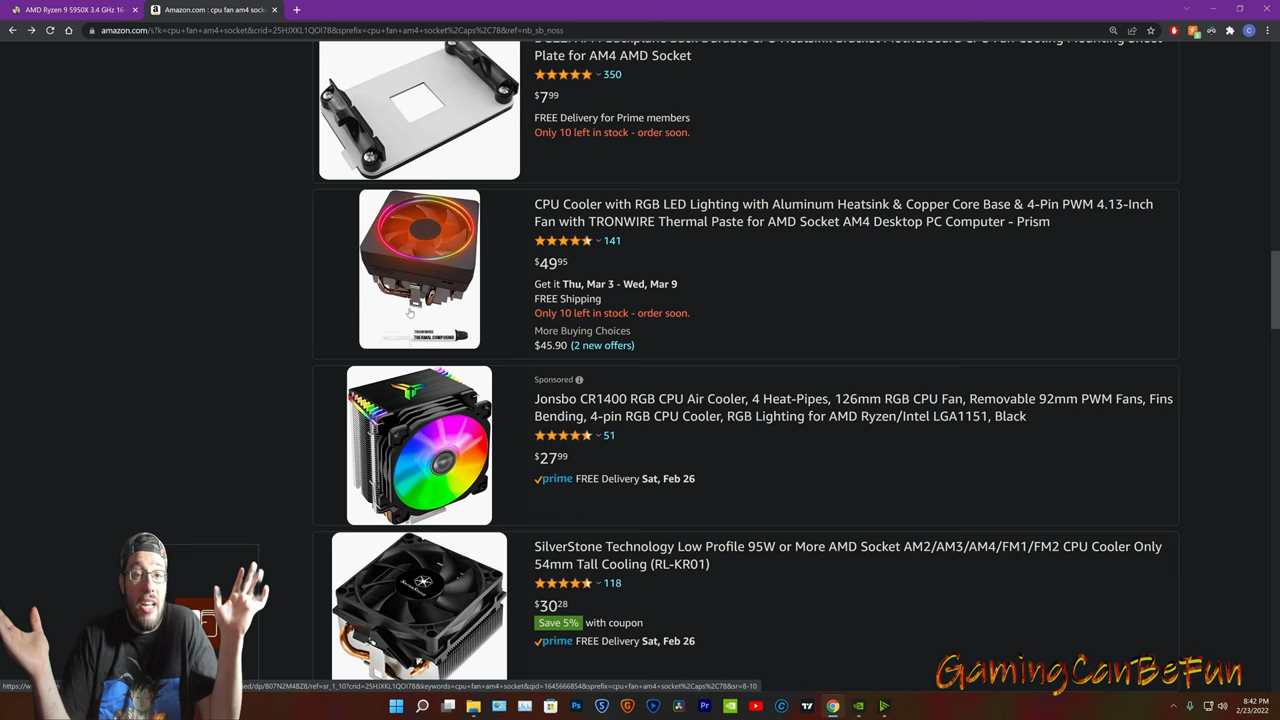 AMD Ryzen 9 5950X 3.4 GHz 16-
Amazon.com : cpu fan am4 sock
amazon.com/s?k=cpu+fan+am4+socket&crid=25HJXKL1QOI78&sprefix=cpu+fan+am4+socket%2Caps%2C78&ref=nb_sb_noss
Plate for AM4 AMD Socket
350
$7.99
FREE Delivery for Prime members
Only 10 left in stock - order soon.
CPU Cooler with RGB LED Lighting with Aluminum Heatsink & Copper Core Base & 4-Pin PWM 4.13-Inch
Fan with TRONWIRE Thermal Paste for AMD Socket AM4 Desktop PC Computer - Prism
141
$49.95
Get it Thu, Mar 3 - Wed, Mar 9
FREE Shipping
Only 10 left in stock - order soon.
More Buying Choices
$45.90 (2 new offers)
TRONWIRE
THERMAL COMPOUND
Sponsored
Jonsbo CR1400 RGB CPU Air Cooler, 4 Heat-Pipes, 126mm RGB CPU Fan, Removable 92mm PWM Fans, Fins
Bending, 4-pin RGB CPU Cooler, RGB Lighting for AMD Ryzen/Intel LGA1151, Black
51
$27.99
prime FREE Delivery Sat, Feb 26
SilverStone Technology Low Profile 95W or More AMD Socket AM2/AM3/AM4/FM1/FM2 CPU Cooler Only
54mm Tall Cooling (RL-KR01)
118
$30.28
Save 5% with coupon
prime FREE Delivery Sat, Feb 26
SilverStone
GamingCanBeFun
8:42 PM
2/23/2022